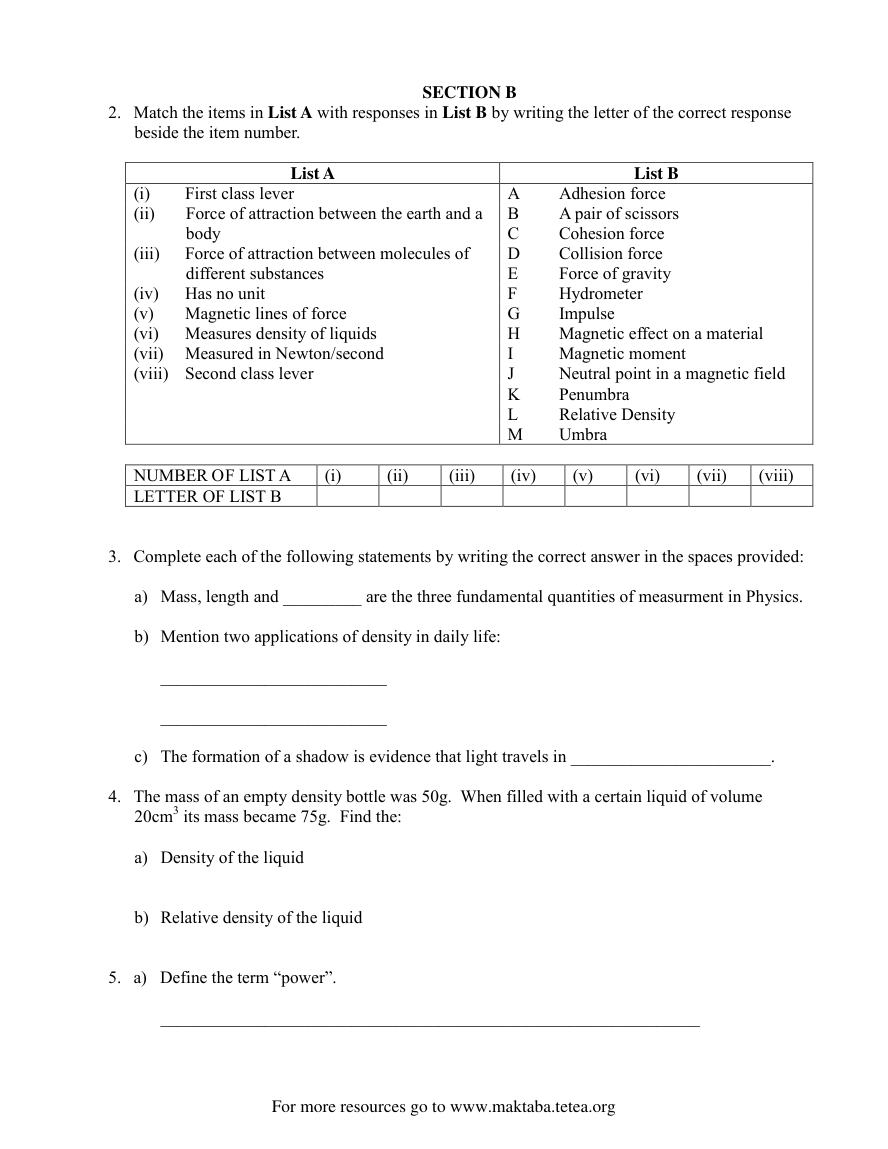 SECTION B
2. Match the items in List A with responses in List B by writing the letter of the correct response
beside the item number.
List A
(i) First class lever
(ii) Force of attraction between the earth and a
body
(iii) Force of attraction between molecules of
different substances
(iv) Has no unit
(v) Magnetic lines of force
(vi) Measures density of liquids
(vii) Measured in Newton/second
(viii) Second class lever
List B
A Adhesion force
B A pair of scissors
C Cohesion force
D Collision force
E Force of gravity
F Hydrometer
G Impulse
H Magnetic effect on a material
I Magnetic moment
J Neutral point in a magnetic field
K Penumbra
L Relative Density
M Umbra
NUMBER OF LIST A (i) (ii) (iii) (iv) (v) (vi) (vii) (viii)
LETTER OF LIST B
3. Complete each of the following statements by writing the correct answer in the spaces provided:
a) Mass, length and _________ are the three fundamental quantities of measurment in Physics.
b) Mention two applications of density in daily life:
__________________________
__________________________
c) The formation of a shadow is evidence that light travels in _______________________.
4. The mass of an empty density bottle was 50g. When filled with a certain liquid of volume
20cm³ its mass became 75g. Find the:
a) Density of the liquid
b) Relative density of the liquid
5. a) Define the term “power”.
______________________________________________________________
For more resources go to www.maktaba.tetea.org